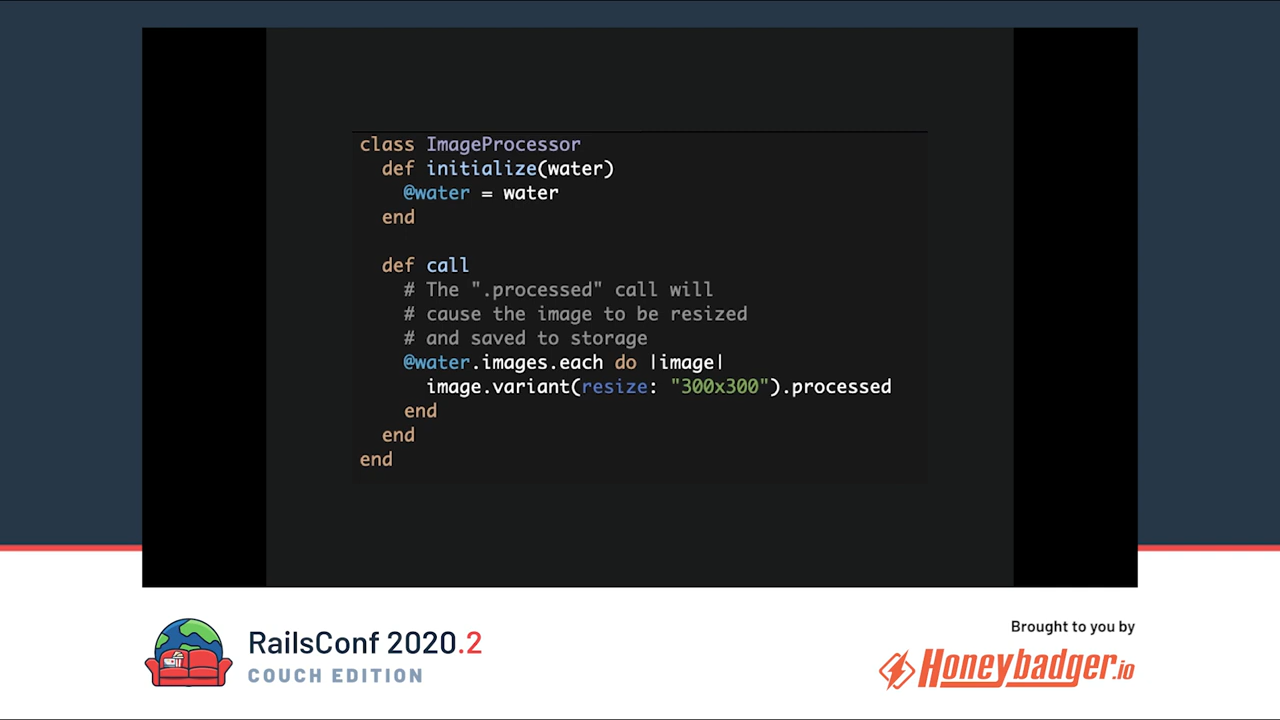 class ImageProcessor
  def initialize(water)
    @water = water
  end

  def call
    # The ".processed" call will
    # cause the image to be resized
    # and saved to storage
    @water.images.each do |image|
      image.variant(resize: "300x300").processed
    end
  end
end
RailsConf 2020.2
COUCH EDITION
Brought to you by
Honeybadger.io